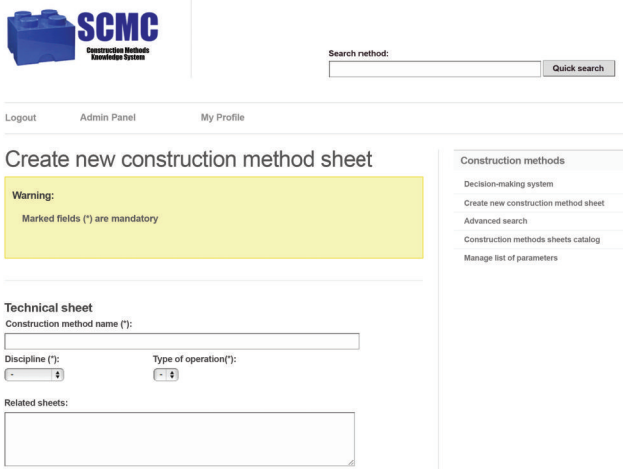 SCMC
Construction Methods
Knowledge System
Search method:
Quick search
Logout Admin Panel My Profile
Create new construction method sheet
Warning:
Marked fields (*) are mandatory
Technical sheet
Construction method name (*):
Discipline (*): Type of operation(*):
- -
Related sheets:
Construction methods
Decision-making system
Create new construction method sheet
Advanced search
Construction methods sheets catalog
Manage list of parameters